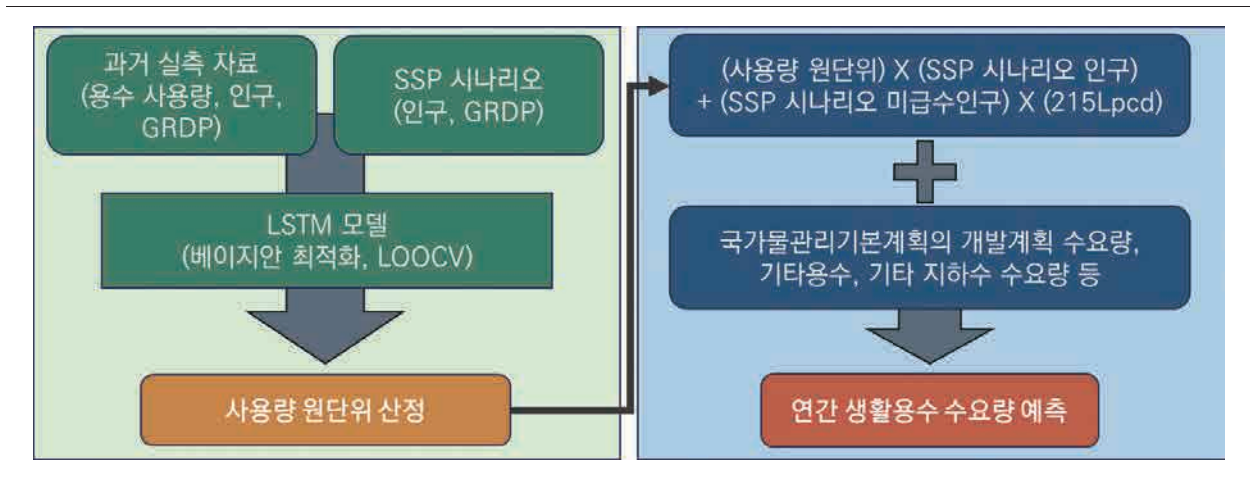 과거 실측 자료
(용수 사용량, 인구,
GRDP)
SSP 시나리오
(인구, GRDP)
LSTM 모델
(베이지안 최적화, LOOCV)
사용량 원단위 산정
(사용량 원단위) X (SSP 시나리오 인구)
+ (SSP 시나리오 미급수인구) X (215Lpcd)
국가물관리기본계획의 개발계획 수요량,
기타용수, 기타 지하수 수요량 등
연간 생활용수 수요량 예측